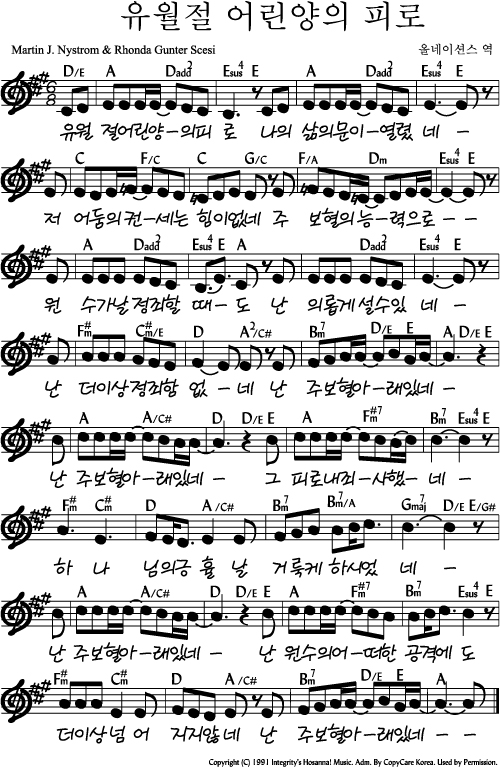 유월절 어린양의 피로
Martin J. Nystrom & Rhonda Gunter Scesi 올네이션스 역
D/E A Dadd2 Esus4 E A Dadd2 Esus4 E
유월 절어린양-의피 로 나의 삶의문이-열렸 네-
C F/C C G/C F/A Dm Esus4 E
저 어둠의권-세는 힘이없네 주 보혈의능-력으로--
A Dadd2 Esus4 E A A Dadd2 Esus4 E
원 수가날 정죄할 때-도 난 의롭게 설수있 네-
F#m C#m/E D A2/C# Bm7 D/E E A D/E E
난 더이상정죄함 없-네 난 주보혈아-래있네-
A A/C# D D/E E A F#m7 Bm7 Esus4 E
난 주보혈아-래있네- 그 피로내죄-사했-네-
F#m C#m D A/C# Bm7 Bm7/A Gmaj7 D/E E/G#
하 나 님의긍 휼 날 거룩케 하시었 네-
A A/C# D D/E E A F#m7 Bm7 Esus4 E
난 주보혈아-래있네- 난 원수의어-떠한 공격에 도
F#m C#m D A/C# Bm7 D/E E A
더이상넘 어 지지않네 난 주보혈아-래있네-
Copyright (C) 1991 Integrity's Hosanna! Music. Adm. By CopyCare Korea. Used by Permission.